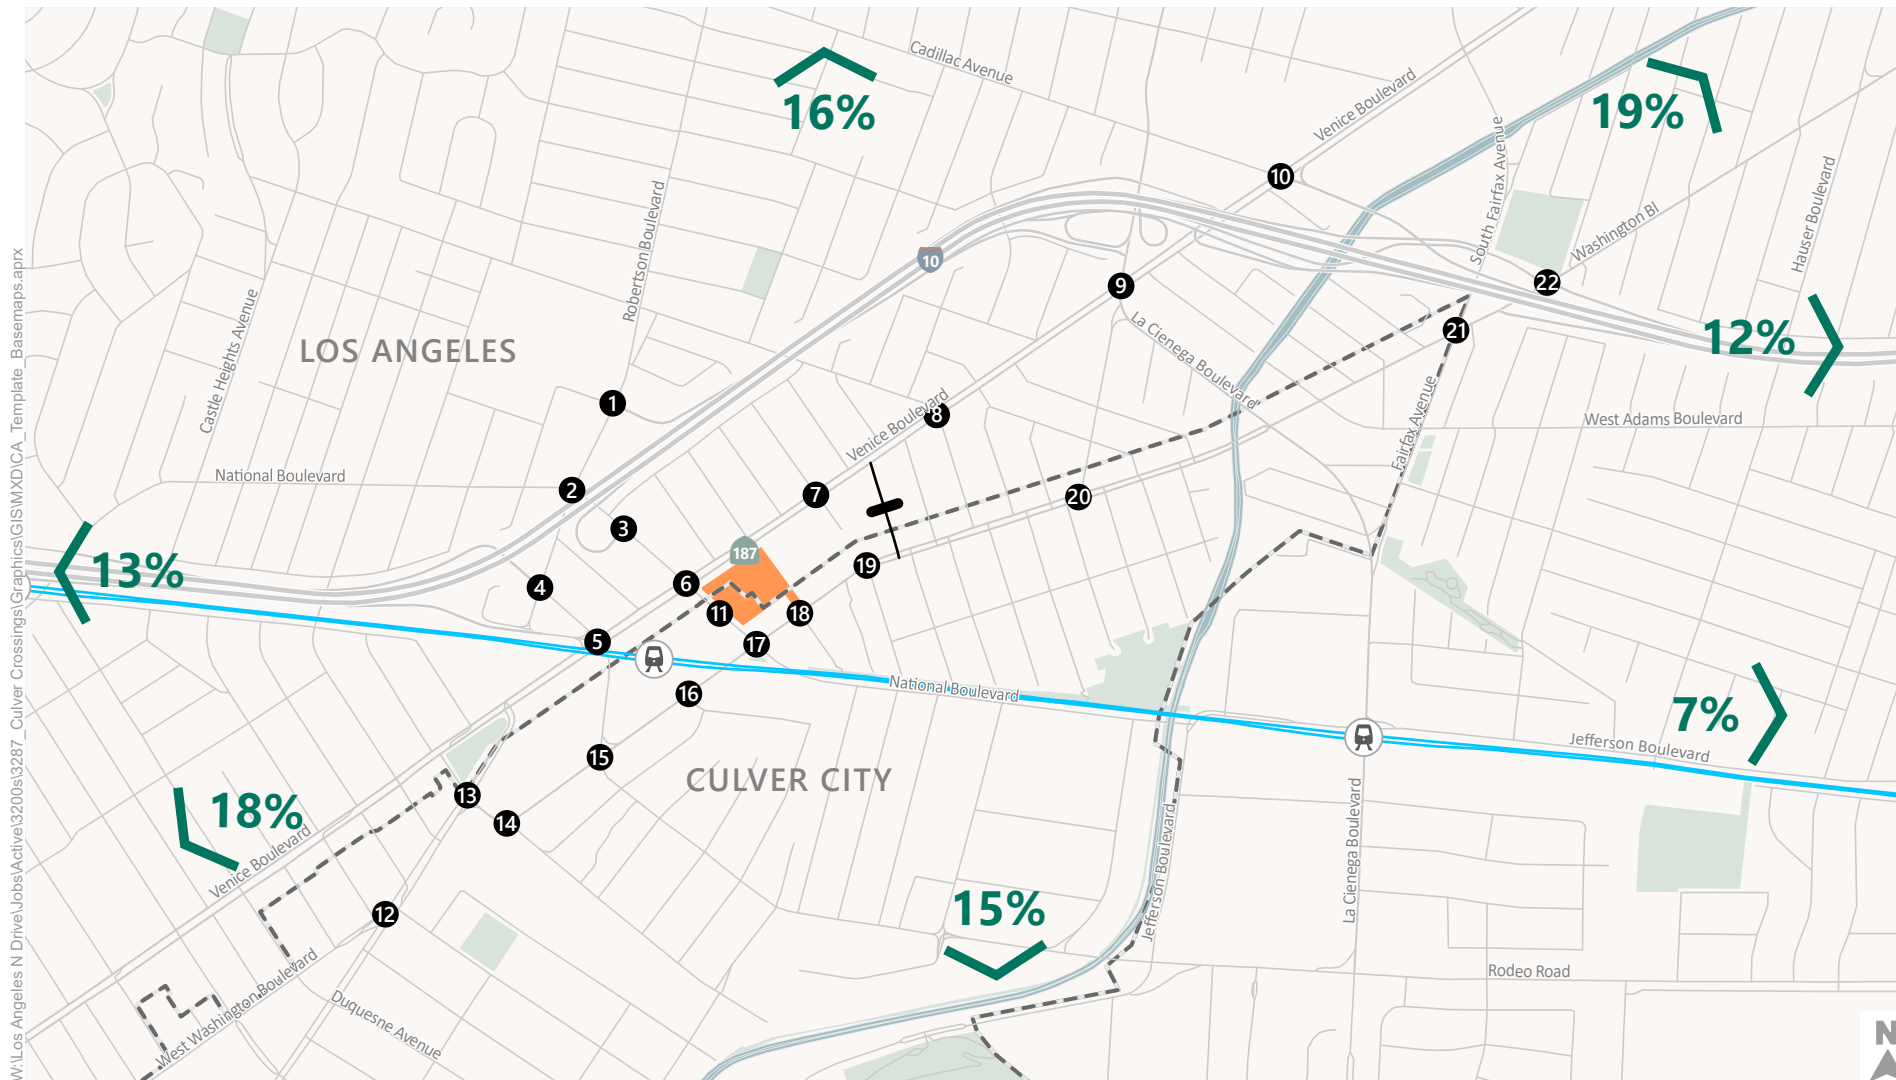 Cadillac Avenue
16%
Venice Boulevard
19%
10
South Fairfax Avenue
Robertson Boulevard
Hauser Boulevard
Washington Bl
10
9
22
Castle Heights Avenue
LOS ANGELES
La Cienega Boulevard
21
12%
1
Venice Boulevard
8
Fairfax Avenue
West Adams Boulevard
National Boulevard
2
7
20
3
187
13%
19
4
6
11
18
5
17
National Boulevard
16
7%
Jefferson Boulevard
15
CULVER CITY
13
14
18%
Venice Boulevard
Jefferson Boulevard
La Cienega Boulevard
12
15%
West Washington Boulevard
Duquesne Avenue
Rodeo Road
N
W:\Los Angeles N Drive\Jobs\Active\3200s\3287_Culver Crossings\Graphics\GIS\MXD\CA_Template_Basemaps.aprx